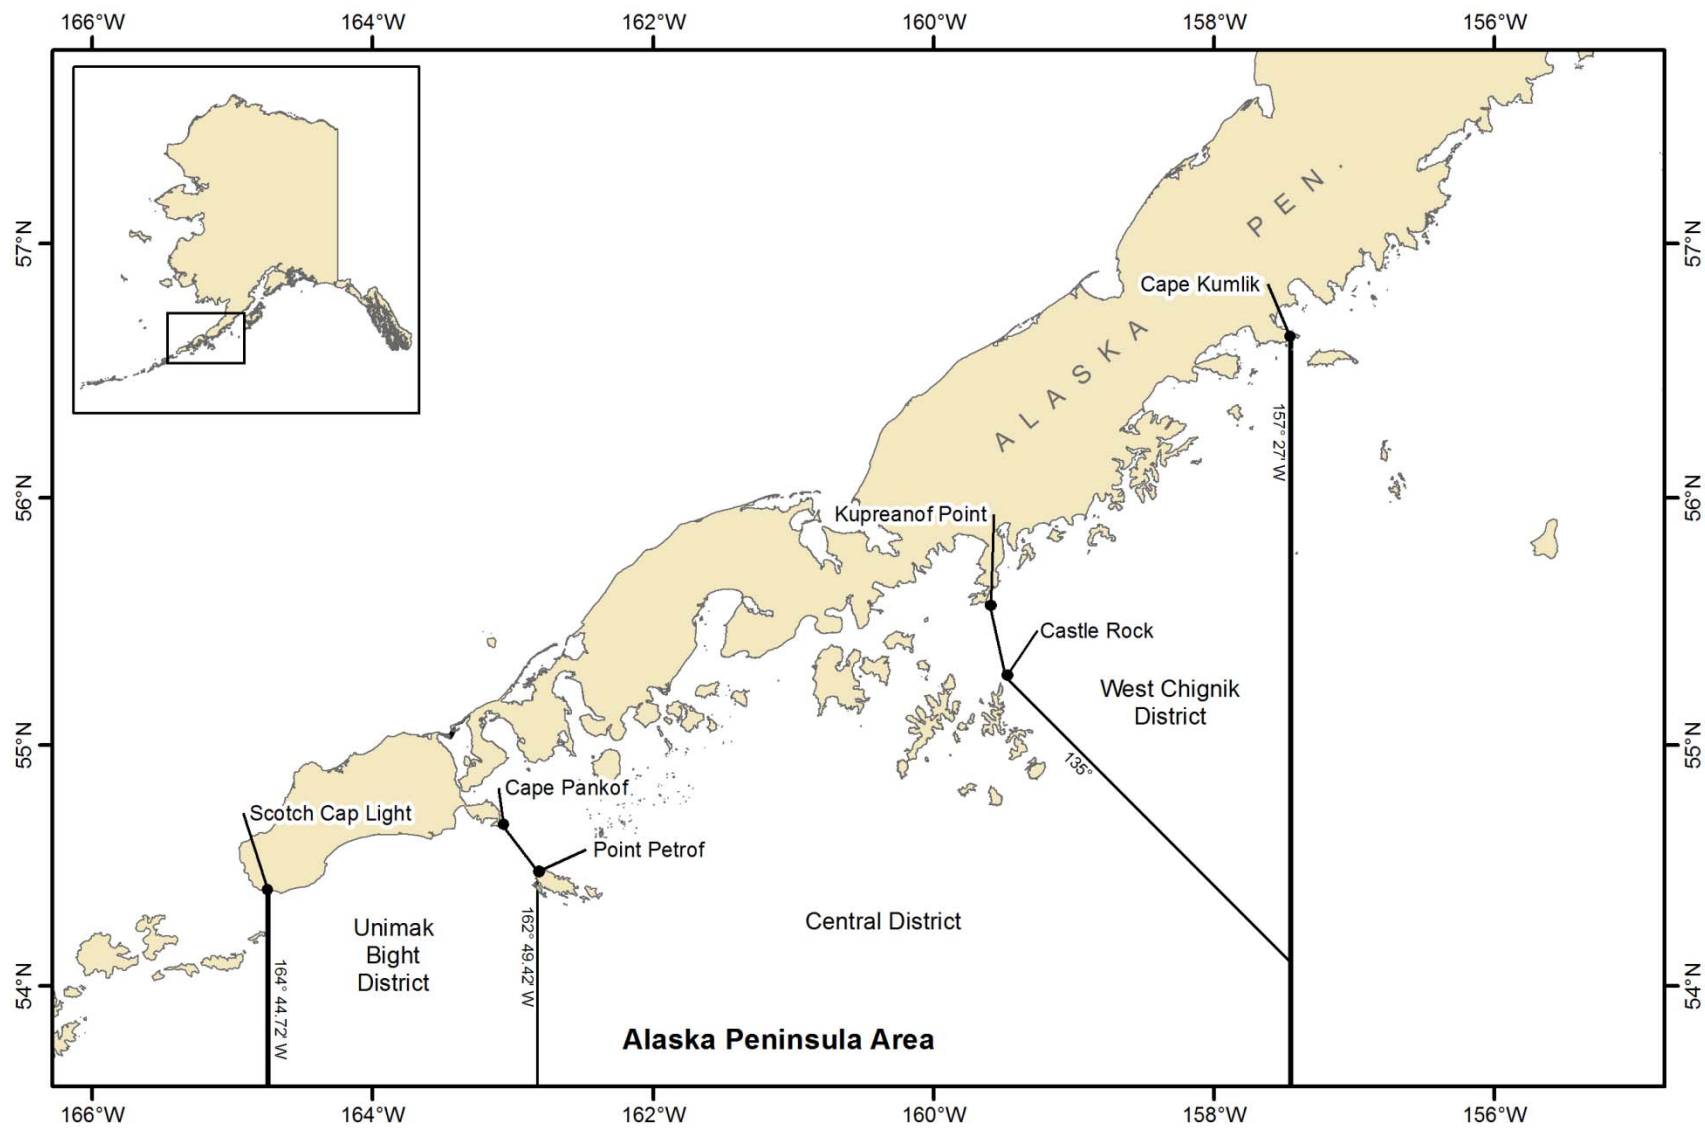 166°W 164°W 162°W 160°W 158°W 156°W
57°N
57°N
ALASKA PEN.
Cape Kumlik
157° 27' W
56°N
56°N
Kupreanof Point
Castle Rock
West Chignik
District
135°
55°N
55°N
Cape Pankof
Scotch Cap Light
Point Petrof
Unimak
Bight
District
Central District
162° 49.42' W
164° 44.72' W
54°N
54°N
Alaska Peninsula Area
166°W 164°W 162°W 160°W 158°W 156°W